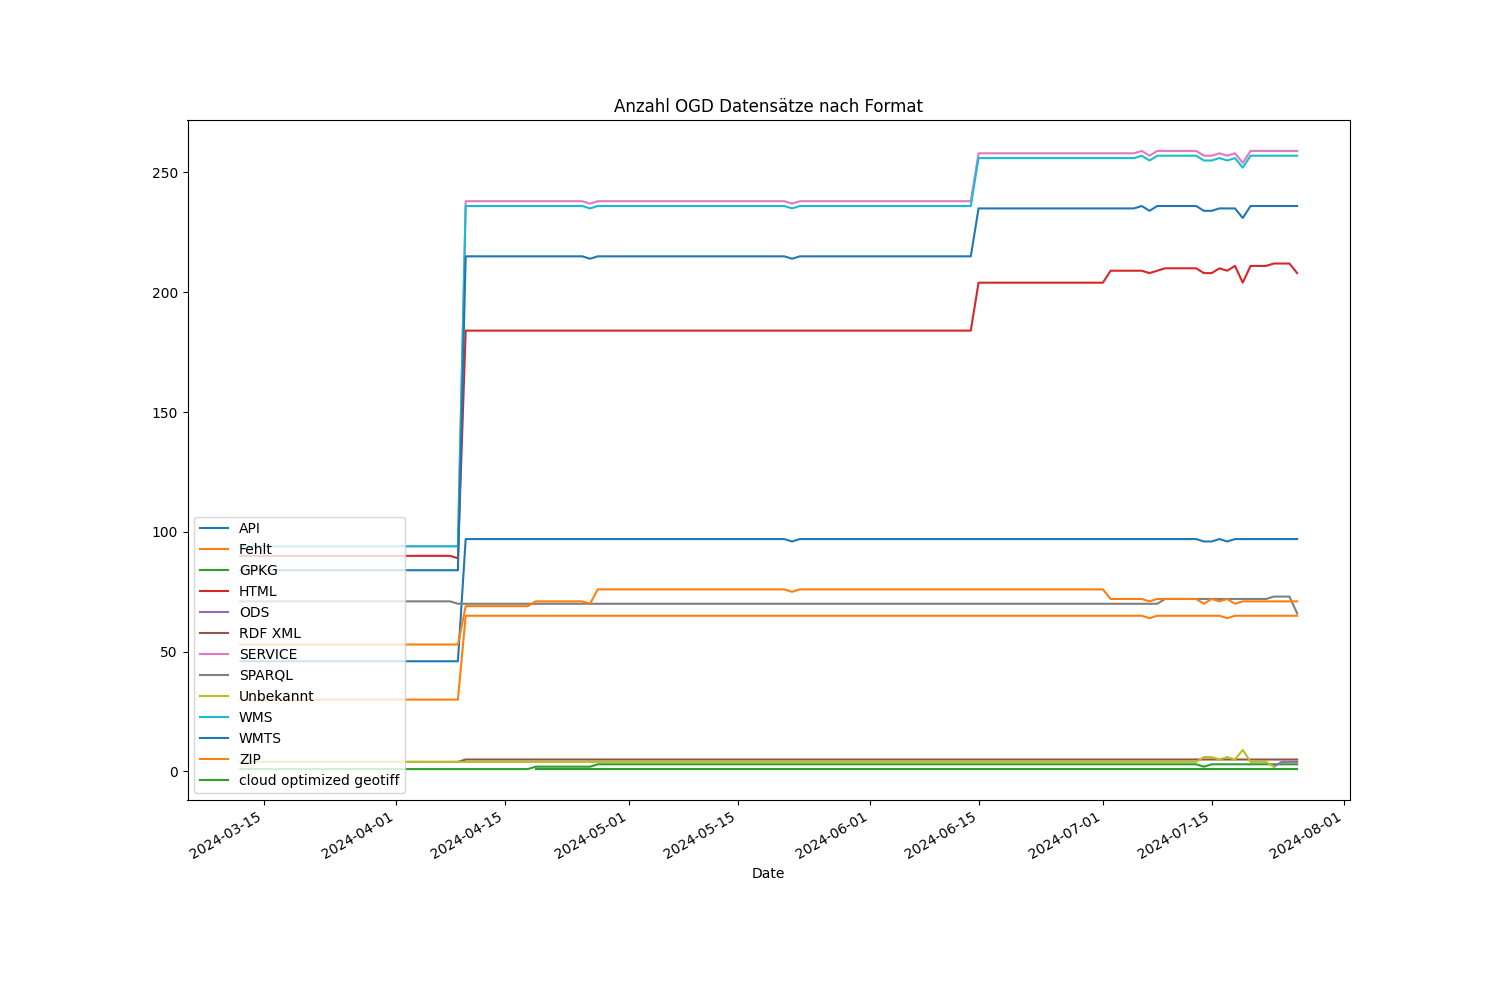 Anzahl OGD Datensätze nach Format
250
200
150
100
50
0
API
Fehlt
GPKG
HTML
ODS
RDF XML
SERVICE
SPARQL
Unbekannt
WMS
WMTS
ZIP
cloud optimized geotiff
2024-03-15
2024-04-01
2024-04-15
2024-05-01
2024-05-15
2024-06-01
2024-06-15
2024-07-01
2024-07-15
2024-08-01
Date